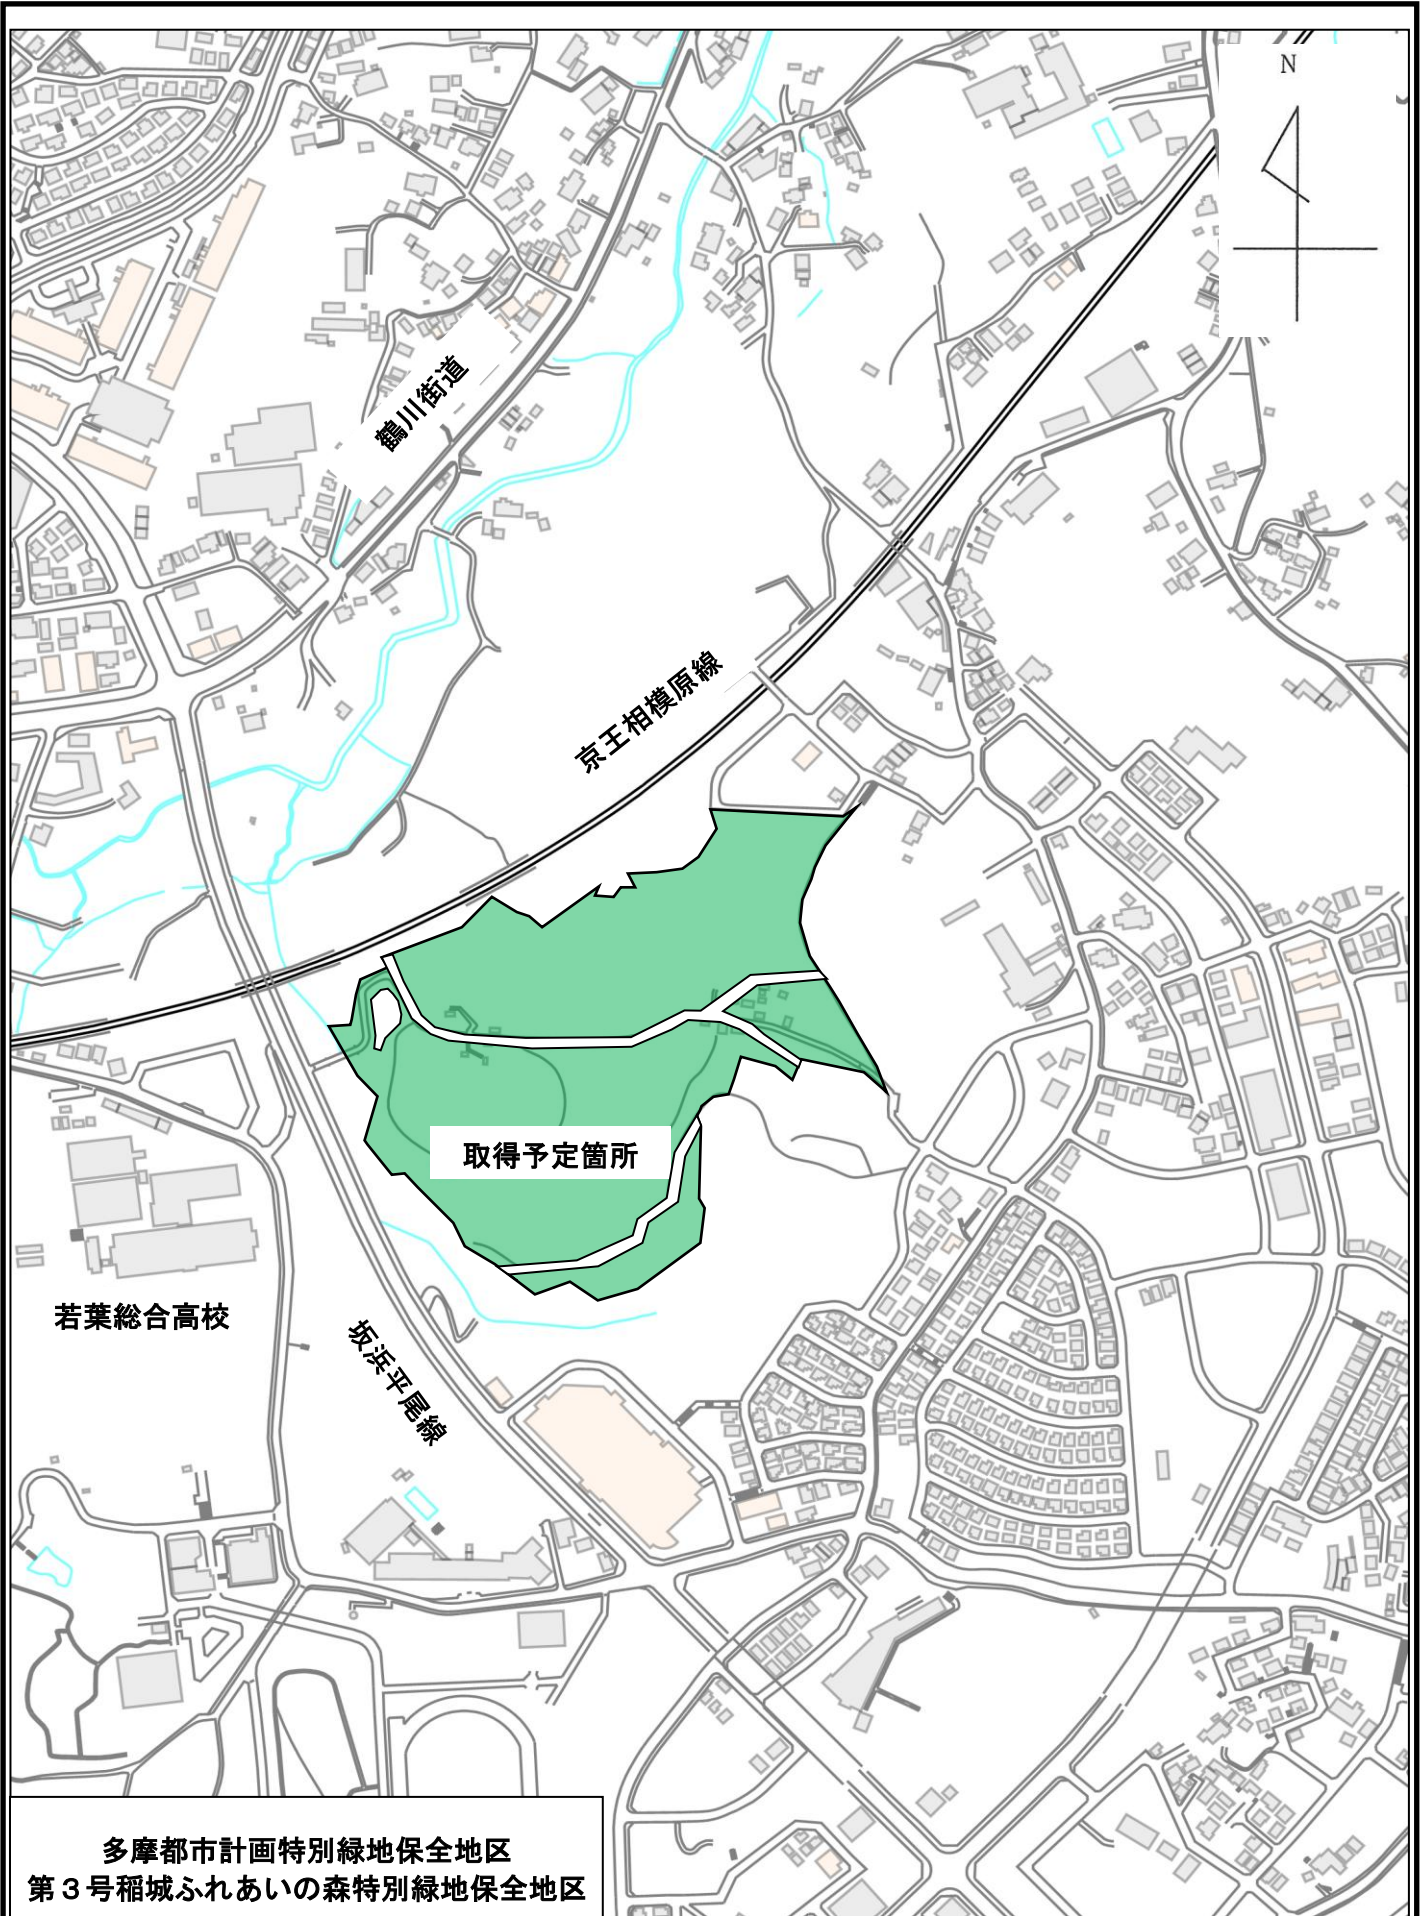 N
鶴川街道
京王相模原線
取得予定箇所
若葉総合高校
坂浜平尾線
多摩都市計画特別緑地保全地区
第３号稲城ふれあいの森特別緑地保全地区